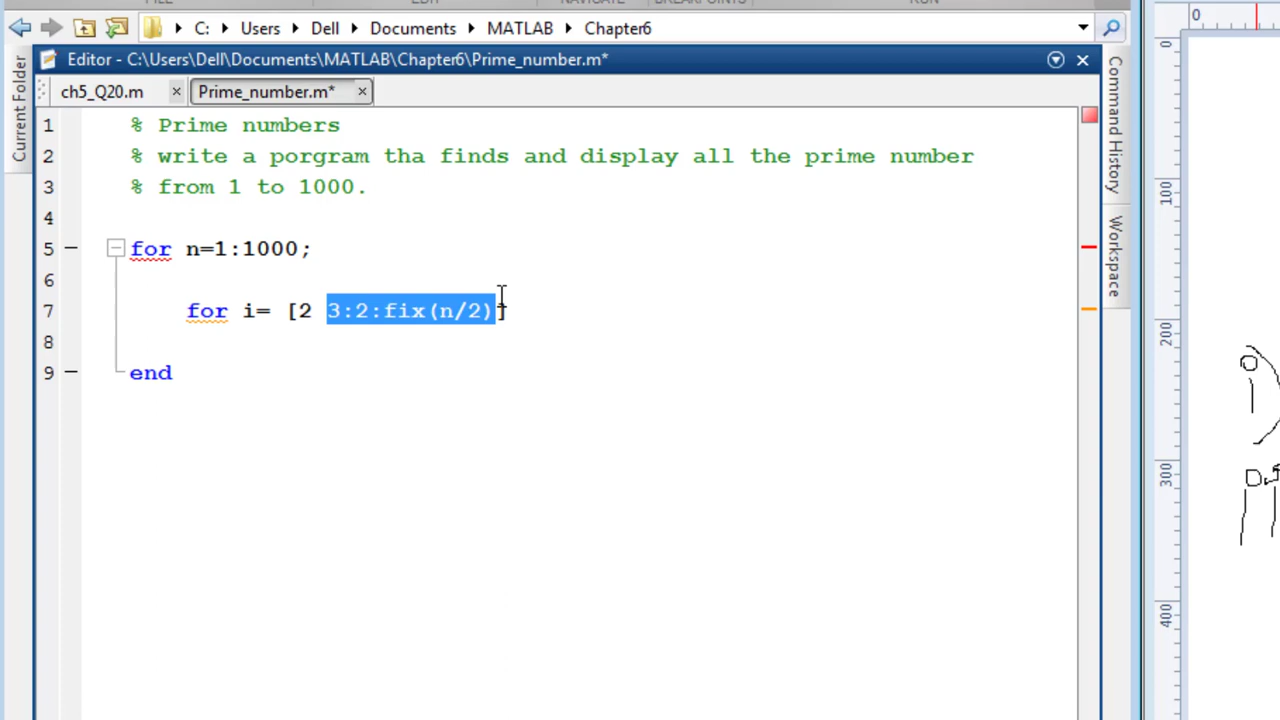 C: Users Dell Documents MATLAB Chapter6
Editor - C:\Users\Dell\Documents\MATLAB\Chapter6\Prime_number.m*
ch5_Q20.m Prime_number.m*
Current Folder
Command History
Workspace
1 % Prime numbers
2 % write a porgram tha finds and display all the prime number
3 % from 1 to 1000.
4
5 for n=1:1000;
6
7 for i= [2 3:2:fix(n/2)]
8
9 end
0
0
100
200
300
400